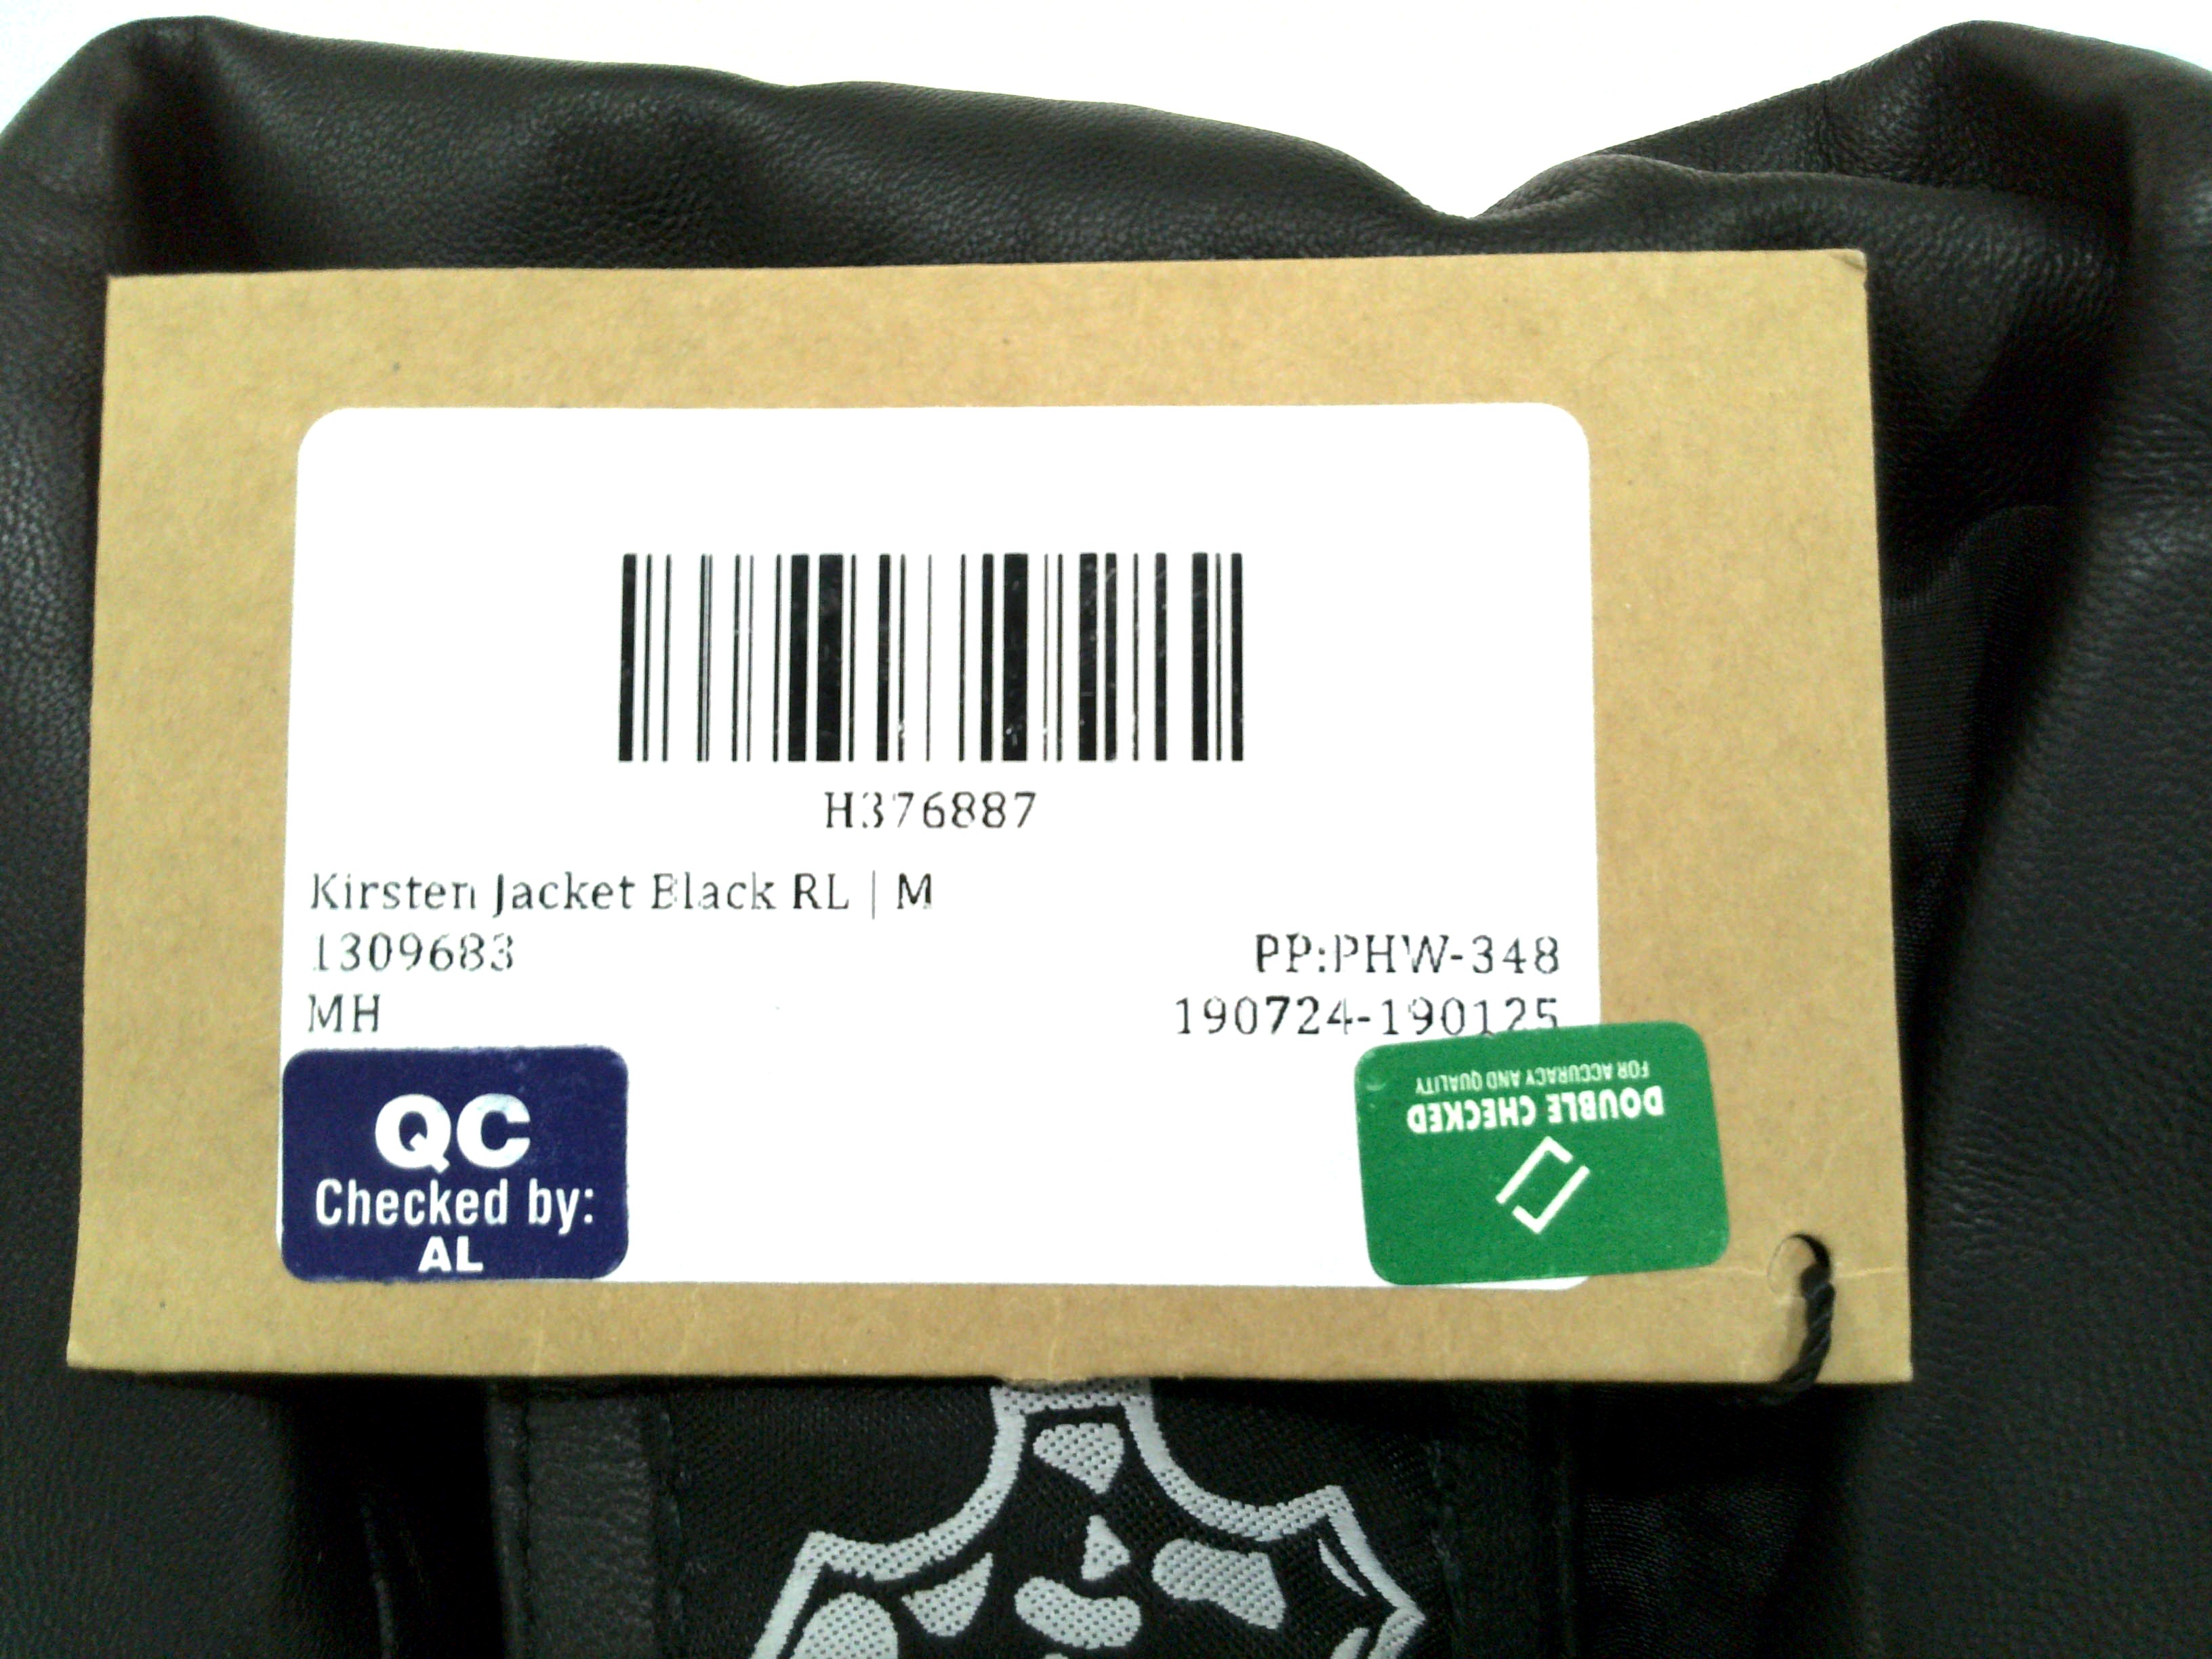 H376887
Kirsten Jacket Black RL | M
1309683
PP:PHW-348
MH
190724-190125
QC
Checked by:
AL
DOUBLE CHECKED
FOR ACCURACY AND QUALITY